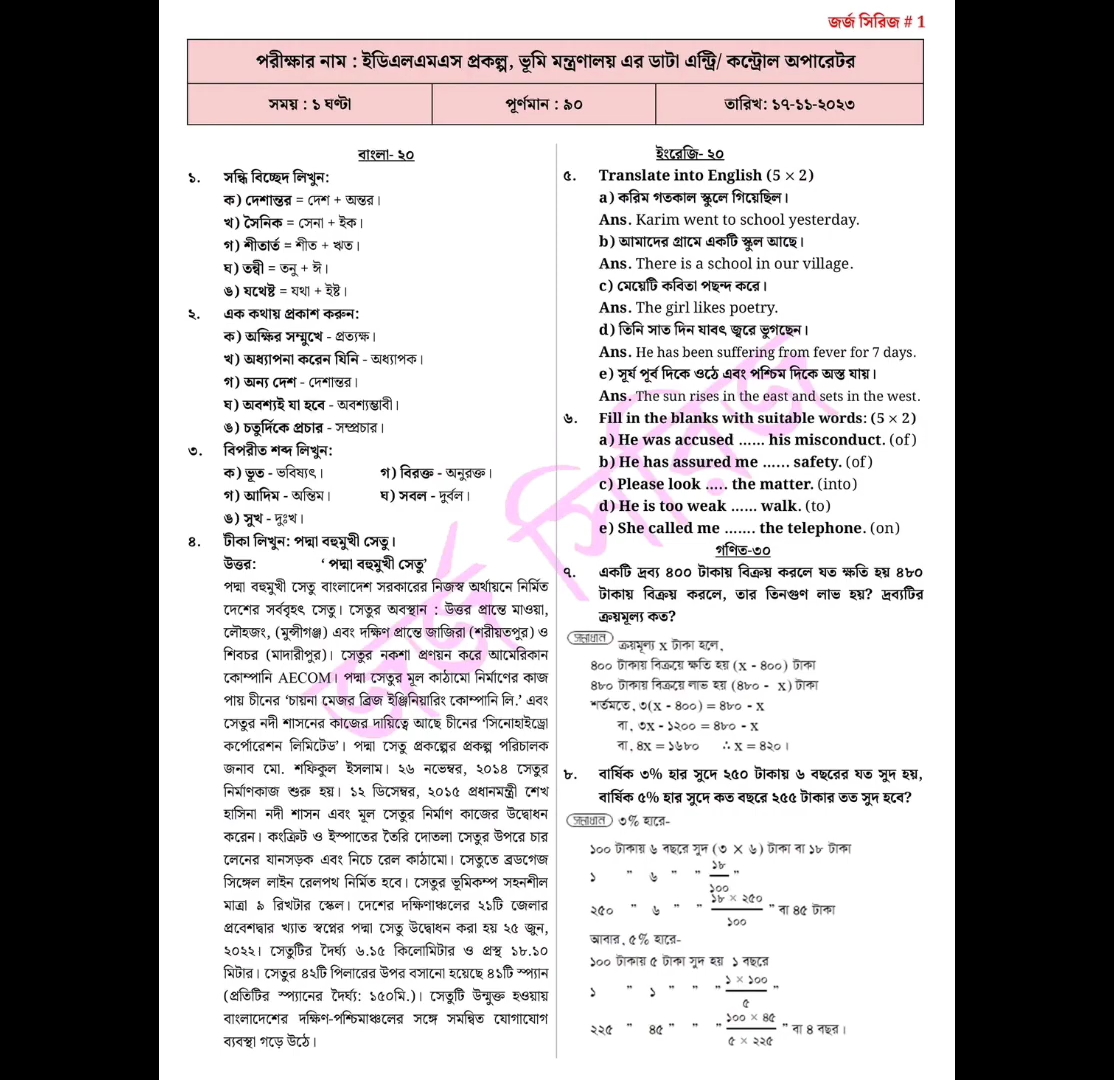 জর্জ সিরিজ # 1
পরীক্ষার নাম : ইডিএলএমএস প্রকল্প, ভূমি মন্ত্রণালয় এর ডাটা এন্ট্রি/ কন্ট্রোল অপারেটর
সময় : ১ ঘণ্টা
পূর্ণমান : ৯০
তারিখ: ১৭-১১-২০২৩
বাংলা- ২০
১. সন্ধি বিচ্ছেদ লিখুন:
ক) দেশান্তর = দেশ + অন্তর।
খ) সৈনিক = সেনা + ইক।
গ) শীতার্ত = শীত + ঋত।
ঘ) তন্বী = তনু + ঈ।
ঙ) যথেষ্ট = যথা + ইষ্ট।
২. এক কথায় প্রকাশ করুন:
ক) অক্ষির সম্মুখে - প্রত্যক্ষ।
খ) অধ্যাপনা করেন যিনি - অধ্যাপক।
গ) অন্য দেশ - দেশান্তর।
ঘ) অবশ্যই যা হবে - অবশ্যম্ভাবী।
ঙ) চতুর্দিকে প্রচার - সম্প্রচার।
৩. বিপরীত শব্দ লিখুন:
ক) ভূত - ভবিষ্যৎ। গ) বিরক্ত - অনুরক্ত।
গ) আদিম - অন্তিম। ঘ) সবল - দুর্বল।
ঙ) সুখ - দুঃখ।
৪. টীকা লিখুন: পদ্মা বহুমুখী সেতু।
উত্তর: ‘ পদ্মা বহুমুখী সেতু’
পদ্মা বহুমুখী সেতু বাংলাদেশ সরকারের নিজস্ব অর্থায়নে নির্মিত
দেশের সর্ববৃহৎ সেতু। সেতুর অবস্থান : উত্তর প্রান্তে মাওয়া,
লৌহজং, (মুন্সীগঞ্জ) এবং দক্ষিণ প্রান্তে জাজিরা (শরীয়তপুর) ও
শিবচর (মাদারীপুর)। সেতুর নকশা প্রণয়ন করে আমেরিকান
কোম্পানি AECOM। পদ্মা সেতুর মূল কাঠামো নির্মাণের কাজ
পায় চীনের ‘চায়না মেজর ব্রিজ ইঞ্জিনিয়ারিং কোম্পানি লি.’ এবং
সেতুর নদী শাসনের কাজের দায়িত্বে আছে চীনের ‘সিনোহাইড্রো
কর্পোরেশন লিমিটেড’। পদ্মা সেতু প্রকল্পের প্রকল্প পরিচালক
জনাব মো. শফিকুল ইসলাম। ২৬ নভেম্বর, ২০১৪ সেতুর
নির্মাণকাজ শুরু হয়। ১২ ডিসেম্বর, ২০১৫ প্রধানমন্ত্রী শেখ
হাসিনা নদী শাসন এবং মূল সেতুর নির্মাণ কাজের উদ্বোধন
করেন। কংক্রিট ও ইস্পাতের তৈরি দোতলা সেতুর উপরে চার
লেনের যানসড়ক এবং নিচে রেল কাঠামো। সেতুতে ব্রডগেজ
সিঙ্গেল লাইন রেলপথ নির্মিত হবে। সেতুর ভূমিকম্প সহনশীল
মাত্রা ৯ রিখটার স্কেল। দেশের দক্ষিণাঞ্চলের ২১টি জেলার
প্রবেশদ্বার খ্যাত স্বপ্নের পদ্মা সেতু উদ্বোধন করা হয় ২৫ জুন,
২০২২। সেতুটির দৈর্ঘ্য ৬.১৫ কিলোমিটার ও প্রস্থ ১৮.১০
মিটার। সেতুর ৪২টি পিলারের উপর বসানো হয়েছে ৪১টি স্প্যান
(প্রতিটির স্প্যানের দৈর্ঘ্য: ১৫০মি.)। সেতুটি উন্মুক্ত হওয়ায়
বাংলাদেশের দক্ষিণ-পশ্চিমাঞ্চলের সঙ্গে সমন্বিত যোগাযোগ
ব্যবস্থা গড়ে উঠে।
ইংরেজি- ২০
৫. Translate into English (5 × 2)
a) করিম গতকাল স্কুলে গিয়েছিল।
Ans. Karim went to school yesterday.
b) আমাদের গ্রামে একটি স্কুল আছে।
Ans. There is a school in our village.
c) মেয়েটি কবিতা পছন্দ করে।
Ans. The girl likes poetry.
d) তিনি সাত দিন যাবৎ জ্বরে ভুগছেন।
Ans. He has been suffering from fever for 7 days.
e) সূর্য পূর্ব দিকে ওঠে এবং পশ্চিম দিকে অস্ত যায়।
Ans. The sun rises in the east and sets in the west.
৬. Fill in the blanks with suitable words: (5 × 2)
a) He was accused ...... his misconduct. (of)
b) He has assured me ...... safety. (of)
c) Please look ..... the matter. (into)
d) He is too weak ...... walk. (to)
e) She called me ....... the telephone. (on)
গণিত-৩০
৭. একটি দ্রব্য ৪০০ টাকায় বিক্রয় করলে যত ক্ষতি হয় ৪৮০
টাকায় বিক্রয় করলে, তার তিনগুণ লাভ হয়? দ্রব্যটির
ক্রয়মূল্য কত?
সমাধান ক্রয়মূল্য x টাকা হলে,
৪০০ টাকায় বিক্রয়ে ক্ষতি হয় (x - ৪০০) টাকা
৪৮০ টাকায় বিক্রয়ে লাভ হয় (৪৮০ - x) টাকা
শর্তমতে, ৩(x - ৪০০) = ৪৮০ - x
বা, ৩x - ১২০০ = ৪৮০ - x
বা, ৪x = ১৬৮০ ∴ x = ৪২০।
৮. বার্ষিক ৩% হার সুদে ২৫০ টাকায় ৬ বছরের যত সুদ হয়,
বার্ষিক ৫% হার সুদে কত বছরে ২৫৫ টাকার তত সুদ হবে?
সমাধান ৩% হারে-
১০০ টাকায় ৬ বছরে সুদ (৩ × ৬) টাকা বা ১৮ টাকা
১ ” ৬ ” ” ১৮/১০০ ”
২৫০ ” ৬ ” ” ১৮ × ২৫০/১০০ ” বা ৪৫ টাকা
আবার, ৫% হারে-
১০০ টাকায় ৫ টাকা সুদ হয় ১ বছরে
১ ” ১ ” ” ” ১ × ১০০/৫ ”
২২৫ ” ৪৫ ” ” ” ১০০ × ৪৫/৫ × ২২৫ ” বা ৪ বছর।
জর্জ সিরিজ